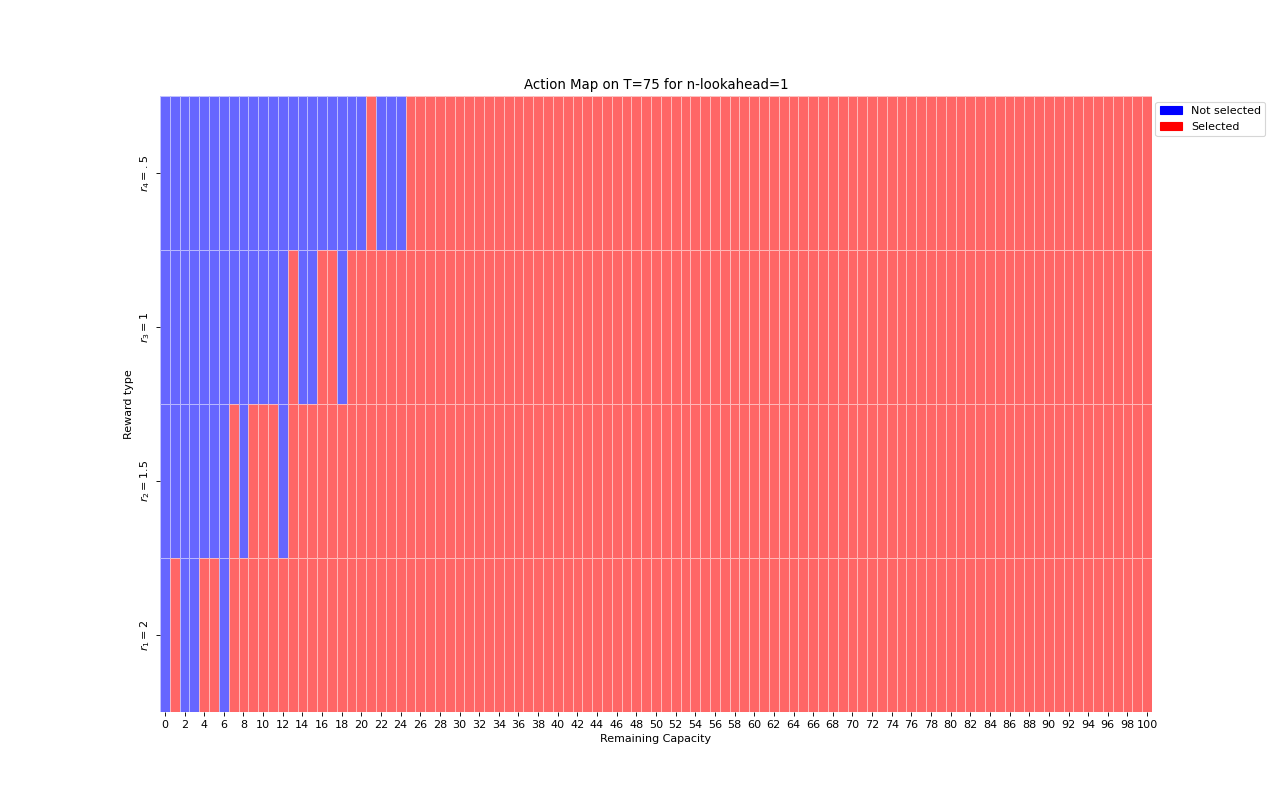 Action Map on T=75 for n-lookahead=1
Not selected
Selected
r₄ = .5
r₃ = 1
Reward type
r₂ = 1.5
r₁ = 2
0 2 4 6 8 10 12 14 16 18 20 22 24 26 28 30 32 34 36 38 40 42 44 46 48 50 52 54 56 58 60 62 64 66 68 70 72 74 76 78 80 82 84 86 88 90 92 94 96 98 100
Remaining Capacity